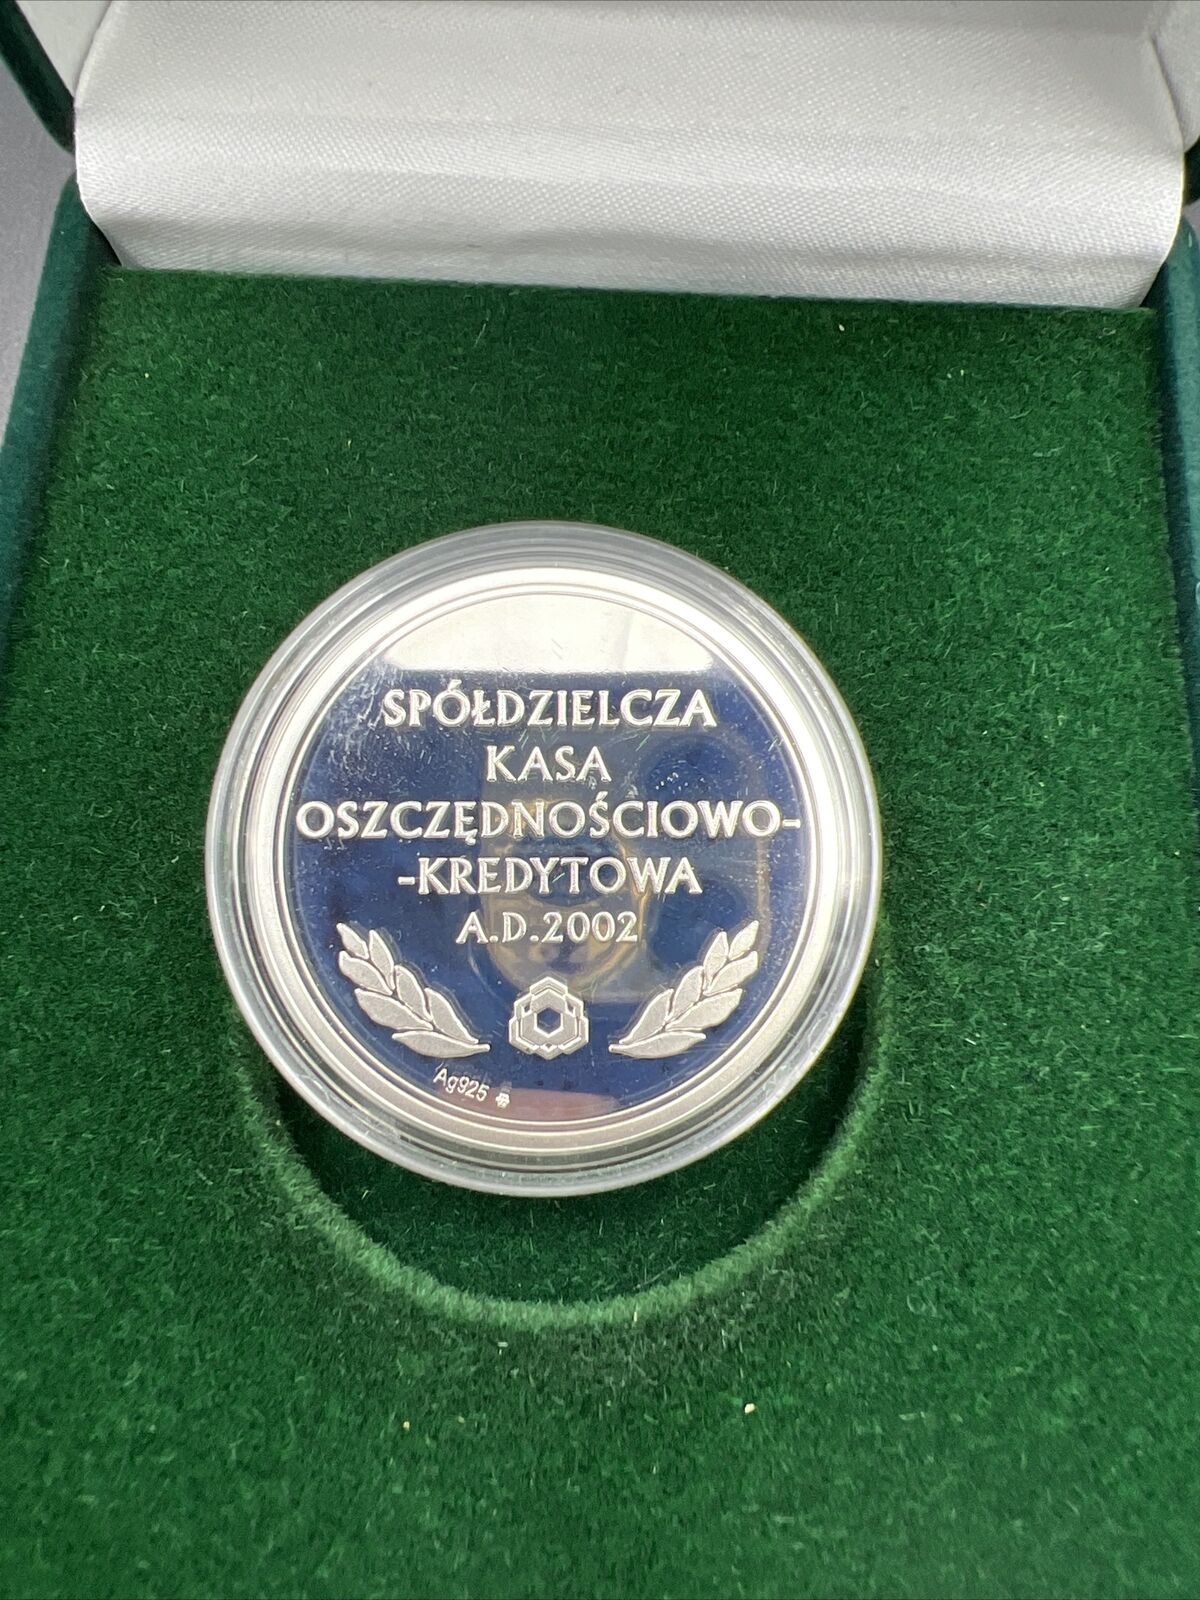 SPÓŁDZIELCZA
KASA
OSZCZĘDNOŚCIOWO-
-KREDYTOWA
A.D.2002
Ag925